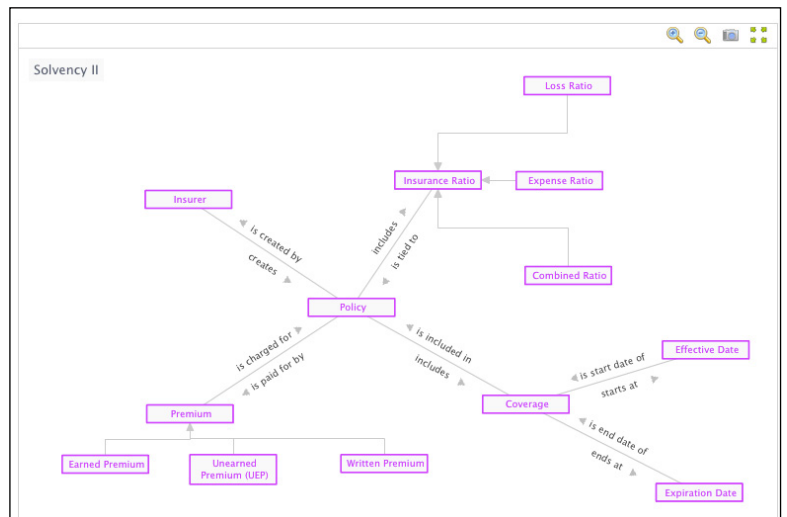 Solvency II
Loss Ratio
Insurance Ratio
Expense Ratio
Insurer
is created by
creates
includes
is tied to
Combined Ratio
Policy
is charged for
is paid for by
is included in
includes
Effective Date
is start date of
starts at
Coverage
Premium
is end date of
ends at
Earned Premium
Unearned
Premium (UEP)
Written Premium
Expiration Date